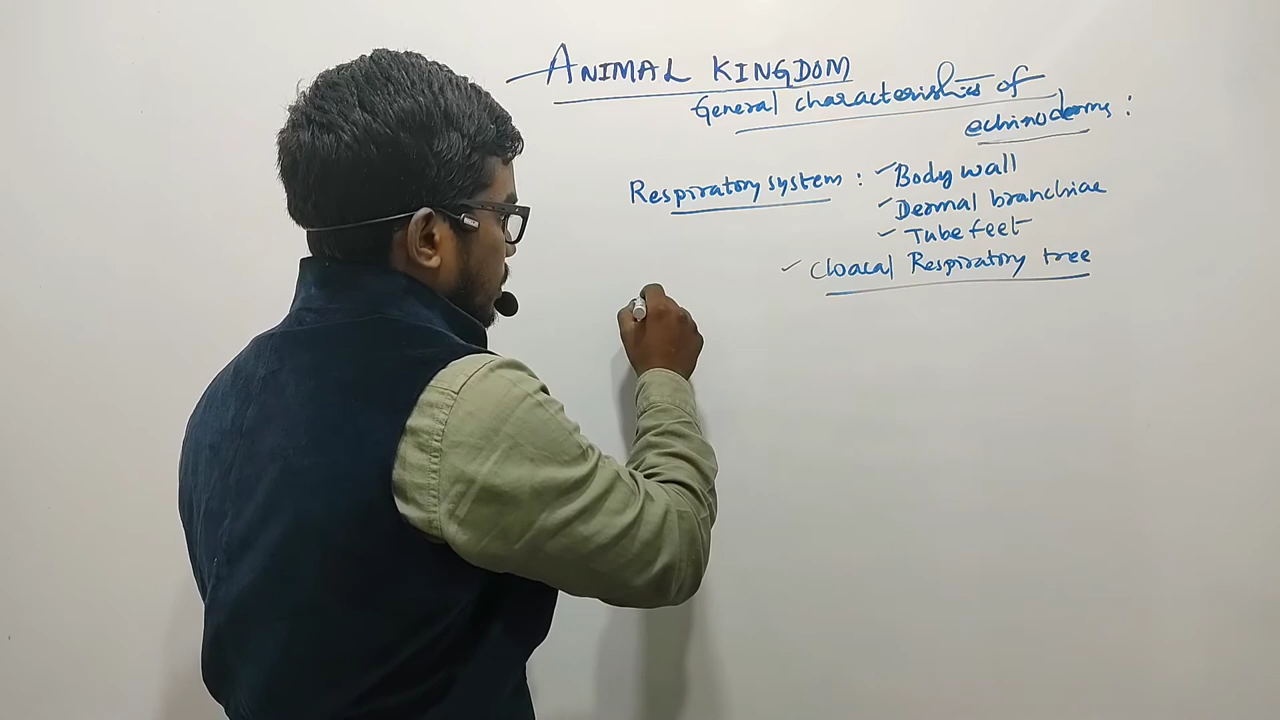 ANIMAL KINGDOM
General characteristics of
echinoderms :
Respiratory system : ✓ Body wall
✓ Dermal branchiae
✓ Tube feet
✓ Cloacal Respiratory tree